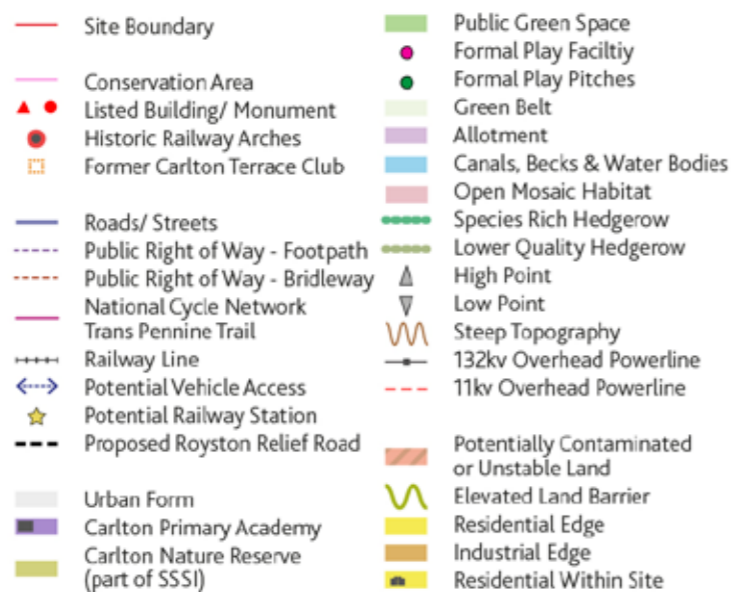 Site Boundary
Conservation Area
Listed Building/ Monument
Historic Railway Arches
Former Carlton Terrace Club
Roads/ Streets
Public Right of Way - Footpath
Public Right of Way - Bridleway
National Cycle Network
Trans Pennine Trail
Railway Line
Potential Vehicle Access
Potential Railway Station
Proposed Royston Relief Road
Urban Form
Carlton Primary Academy
Carlton Nature Reserve
(part of SSSI)
Public Green Space
Formal Play Faciltiy
Formal Play Pitches
Green Belt
Allotment
Canals, Becks & Water Bodies
Open Mosaic Habitat
Species Rich Hedgerow
Lower Quality Hedgerow
High Point
Low Point
Steep Topography
132kv Overhead Powerline
11kv Overhead Powerline
Potentially Contaminated
or Unstable Land
Elevated Land Barrier
Residential Edge
Industrial Edge
Residential Within Site